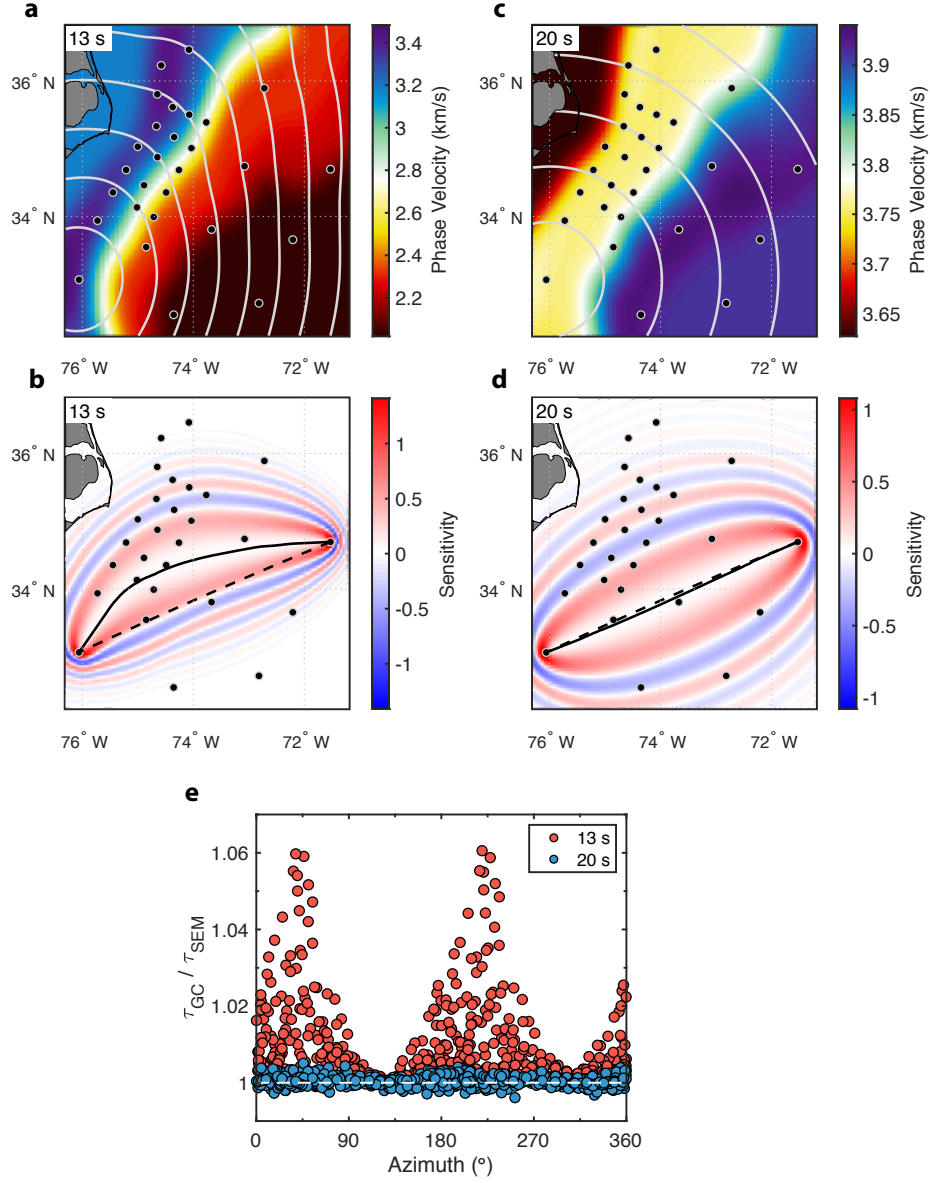 a
13 s
36° N
34° N
76° W
74° W
72° W
3.4
3.2
3
2.8
2.6
2.4
2.2
Phase Velocity (km/s)
c
20 s
36° N
34° N
76° W
74° W
72° W
3.9
3.85
3.8
3.75
3.7
3.65
Phase Velocity (km/s)
b
13 s
36° N
34° N
76° W
74° W
72° W
1
0.5
0
-0.5
-1
Sensitivity
d
20 s
36° N
34° N
76° W
74° W
72° W
1
0.5
0
-0.5
-1
Sensitivity
e
13 s
20 s
1.06
1.04
1.02
1
τGC / τSEM
0
90
180
270
360
Azimuth (°)